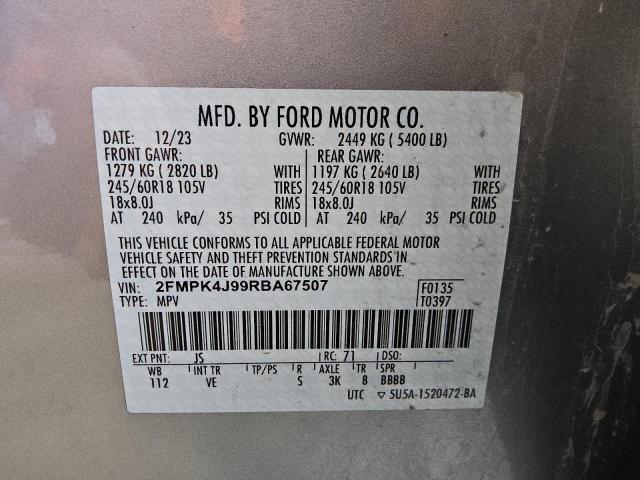 MFD. BY FORD MOTOR CO.
DATE: 12/23 GVWR: 2449 KG ( 5400 LB)
FRONT GAWR: REAR GAWR:
1279 KG ( 2820 LB) WITH 1197 KG ( 2640 LB) WITH
245/60R18 105V TIRES 245/60R18 105V TIRES
18x8.0J RIMS 18x8.0J RIMS
AT 240 kPa/ 35 PSI COLD AT 240 kPa/ 35 PSI COLD
THIS VEHICLE CONFORMS TO ALL APPLICABLE FEDERAL MOTOR
VEHICLE SAFETY AND THEFT PREVENTION STANDARDS IN
EFFECT ON THE DATE OF MANUFACTURE SHOWN ABOVE.
VIN: 2FMPK4J99RBA67507 F0135
TYPE: MPV T0397
EXT PNT: JS RC: 71 DSO:
WB INT TR TP/PS R AXLE TR SPR
112 VE S 3K 8 BBBB
UTC ▽ 5U5A-1520472-BA